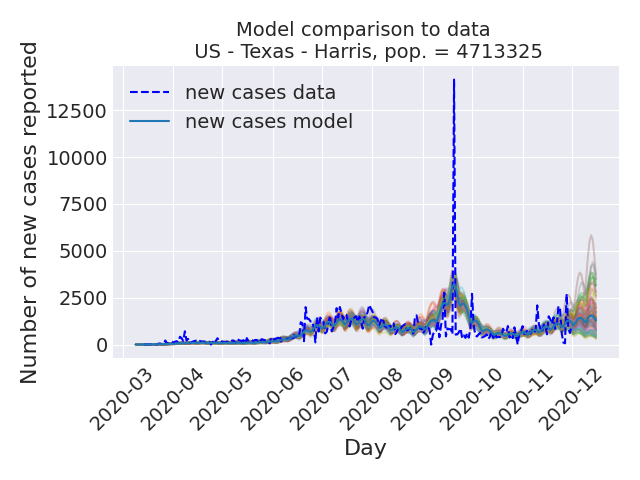 Model comparison to data
US - Texas - Harris, pop. = 4713325
Number of new cases reported
12500
10000
7500
5000
2500
0
new cases data
new cases model
2020-03
2020-04
2020-05
2020-06
2020-07
2020-08
2020-09
2020-10
2020-11
2020-12
Day